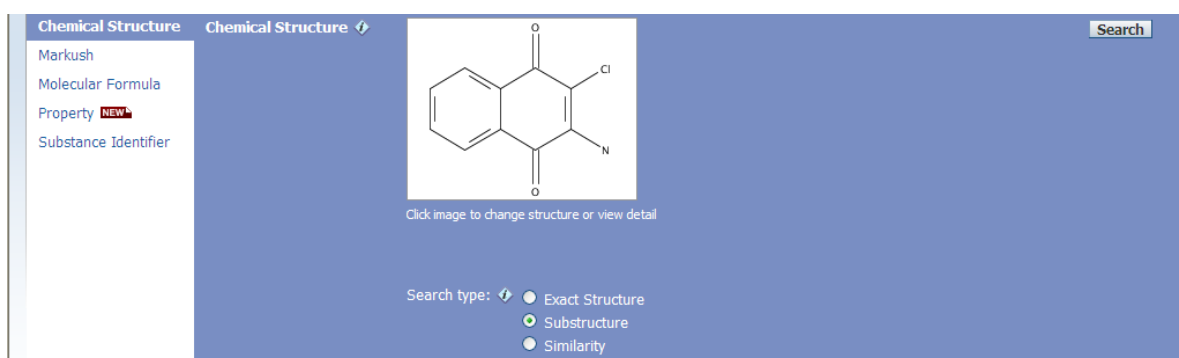 Chemical Structure
Markush
Molecular Formula
Property NEW
Substance Identifier
Chemical Structure i
O
Cl
N
O
Click image to change structure or view detail
Search type: i
Exact Structure
Substructure
Similarity
Search